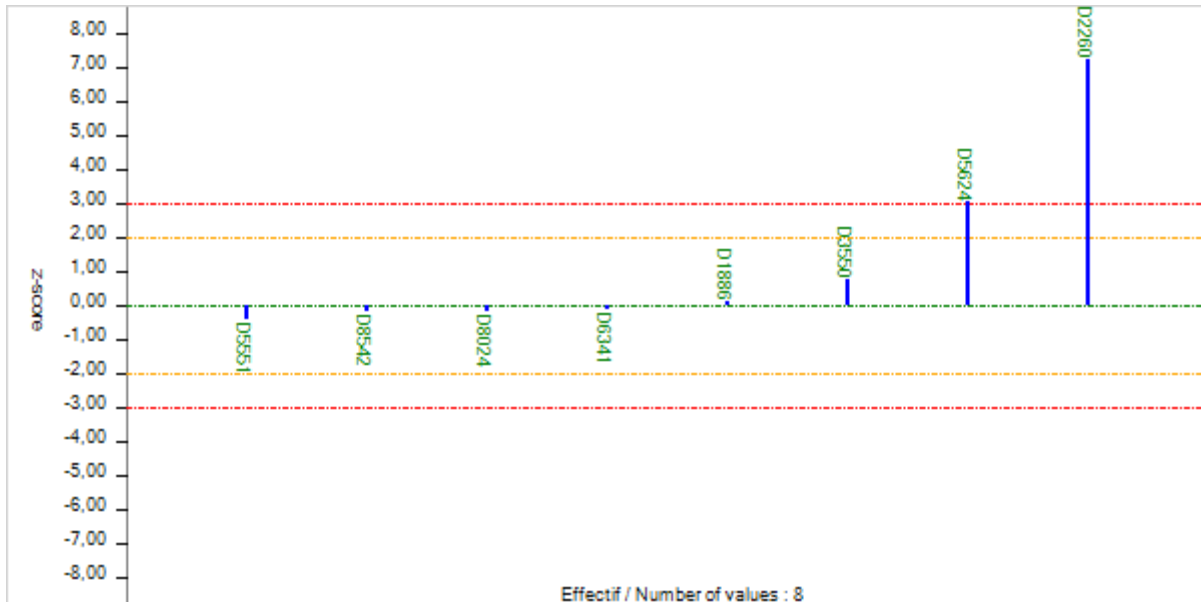 8,00
7,00
6,00
5,00
4,00
3,00
2,00
1,00
0,00
-1,00
-2,00
-3,00
-4,00
-5,00
-6,00
-7,00
-8,00
z-score
D5551
D8542
D8024
D6341
D1886
D3550
D5624
D2260
Effectif / Number of values : 8